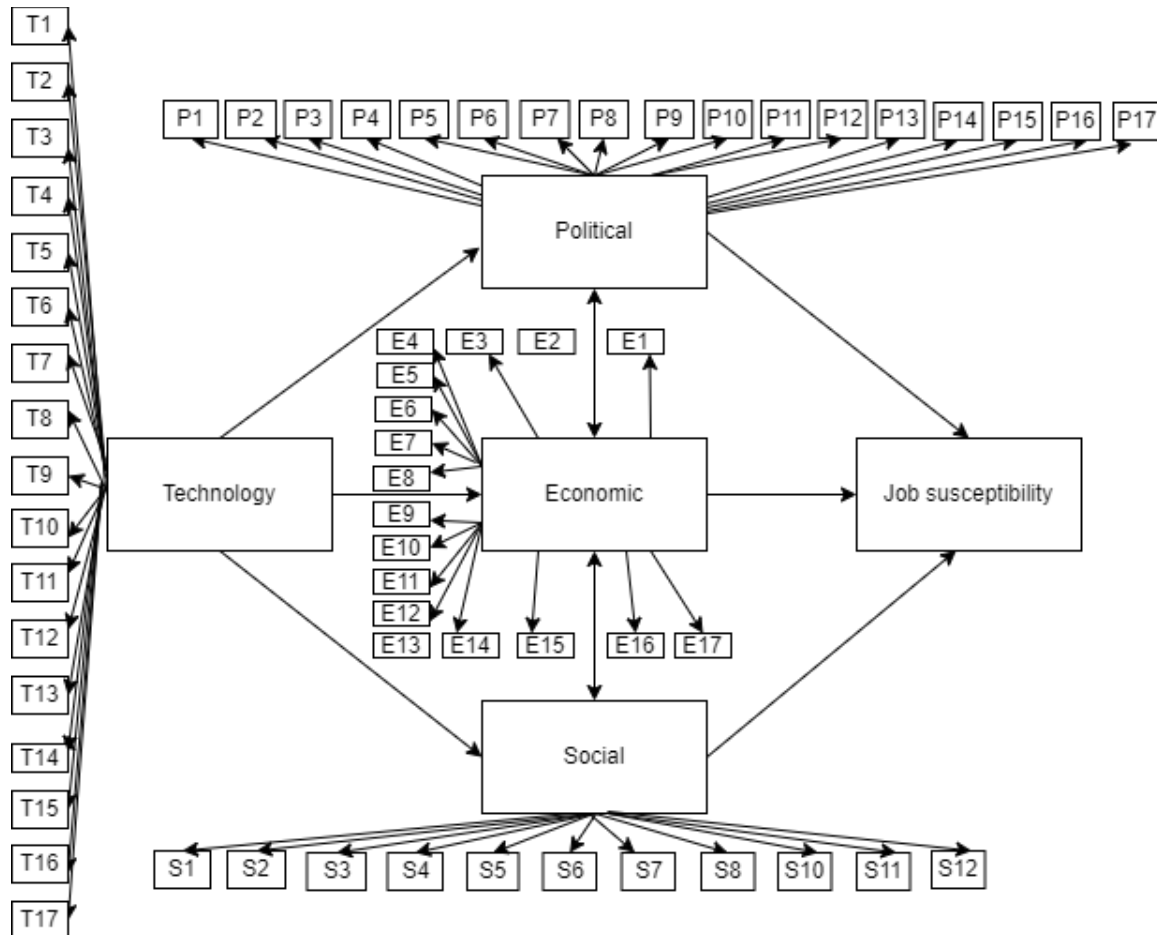 T1
T2
T3
T4
T5
T6
T7
T8
T9
T10
T11
T12
T13
T14
T15
T16
T17
P1 P2 P3 P4 P5 P6 P7 P8 P9 P10 P11 P12 P13 P14 P15 P16 P17
Political
E4 E3 E2 E1
E5
E6
E7
E8
Technology Economic Job susceptibility
E9
E10
E11
E12
E13 E14 E15 E16 E17
Social
S1 S2 S3 S4 S5 S6 S7 S8 S10 S11 S12